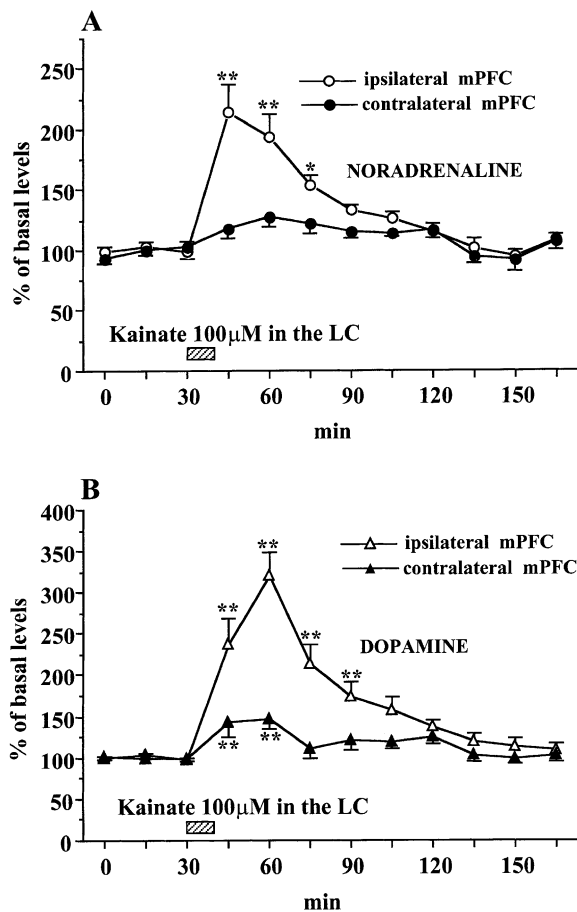 A
250
200
150
100
50
0
% of basal levels
** ** *
ipsilateral mPFC
contralateral mPFC
NORADRENALINE
Kainate 100μM in the LC
0 30 60 90 120 150
min
B
400
350
300
250
200
150
100
50
0
% of basal levels
**
** ** **
** **
ipsilateral mPFC
contralateral mPFC
DOPAMINE
Kainate 100μM in the LC
0 30 60 90 120 150
min